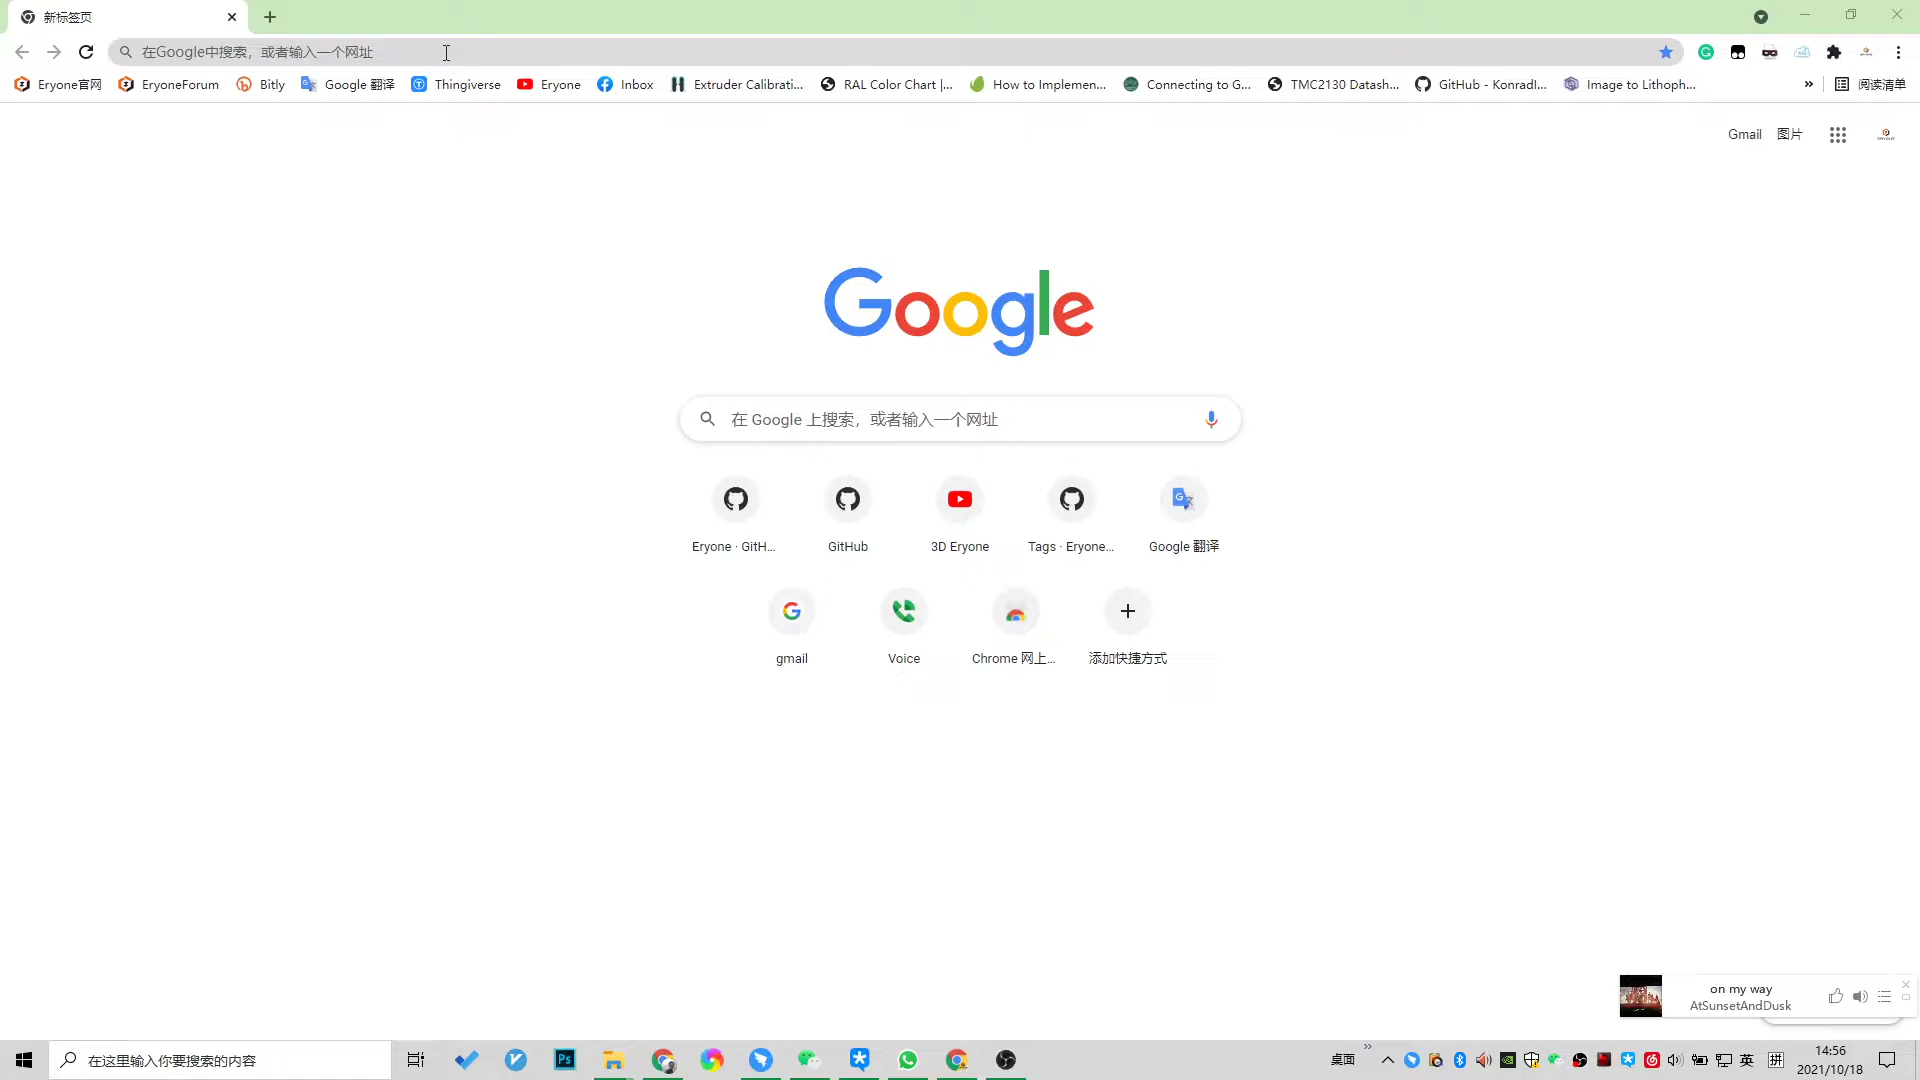 新标签页
在Google中搜索，或者输入一个网址
Eryone官网 EryoneForum Bitly Google 翻译 Thingiverse Eryone Inbox Extruder Calibrati... RAL Color Chart |... How to Implemen... Connecting to G... TMC2130 Datash... GitHub - Konradl... Image to Lithoph... » 阅读清单
Gmail 图片
Google
在 Google 上搜索，或者输入一个网址
Eryone · GitH... GitHub 3D Eryone Tags · Eryone... Google 翻译
gmail Voice Chrome 网上... 添加快捷方式
on my way
AtSunsetAndDusk
在这里输入你要搜索的内容
Ps
桌面
英
拼
14:56
2021/10/18